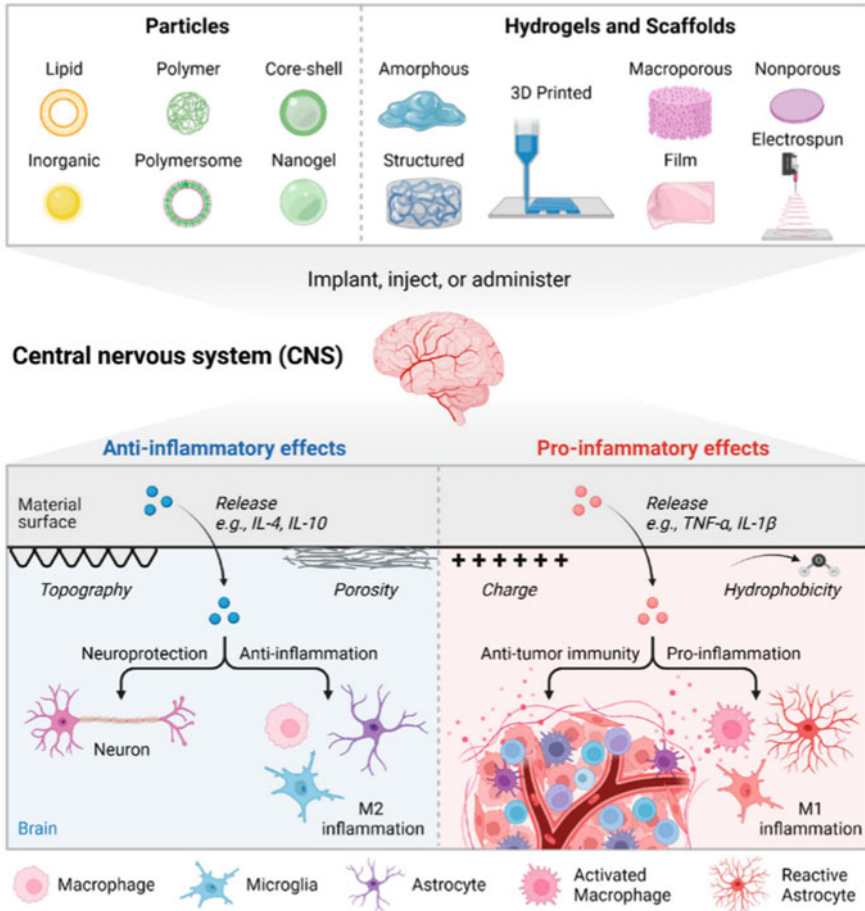 Particles
Hydrogels and Scaffolds
Lipid
Polymer
Core-shell
Inorganic
Polymersome
Nanogel
Amorphous
3D Printed
Macroporous
Nonporous
Structured
Film
Electrospun
Implant, inject, or administer
Central nervous system (CNS)
Anti-inflammatory effects
Pro-infammatory effects
Material
surface
Release
e.g., IL-4, IL-10
Release
e.g., TNF-α, IL-1β
+ + + + + +
Topography
Porosity
Charge
Hydrophobicity
Neuroprotection
Anti-inflammation
Anti-tumor immunity
Pro-inflammation
Neuron
M2
inflammation
M1
inflammation
Brain
Macrophage
Microglia
Astrocyte
Activated
Macrophage
Reactive
Astrocyte